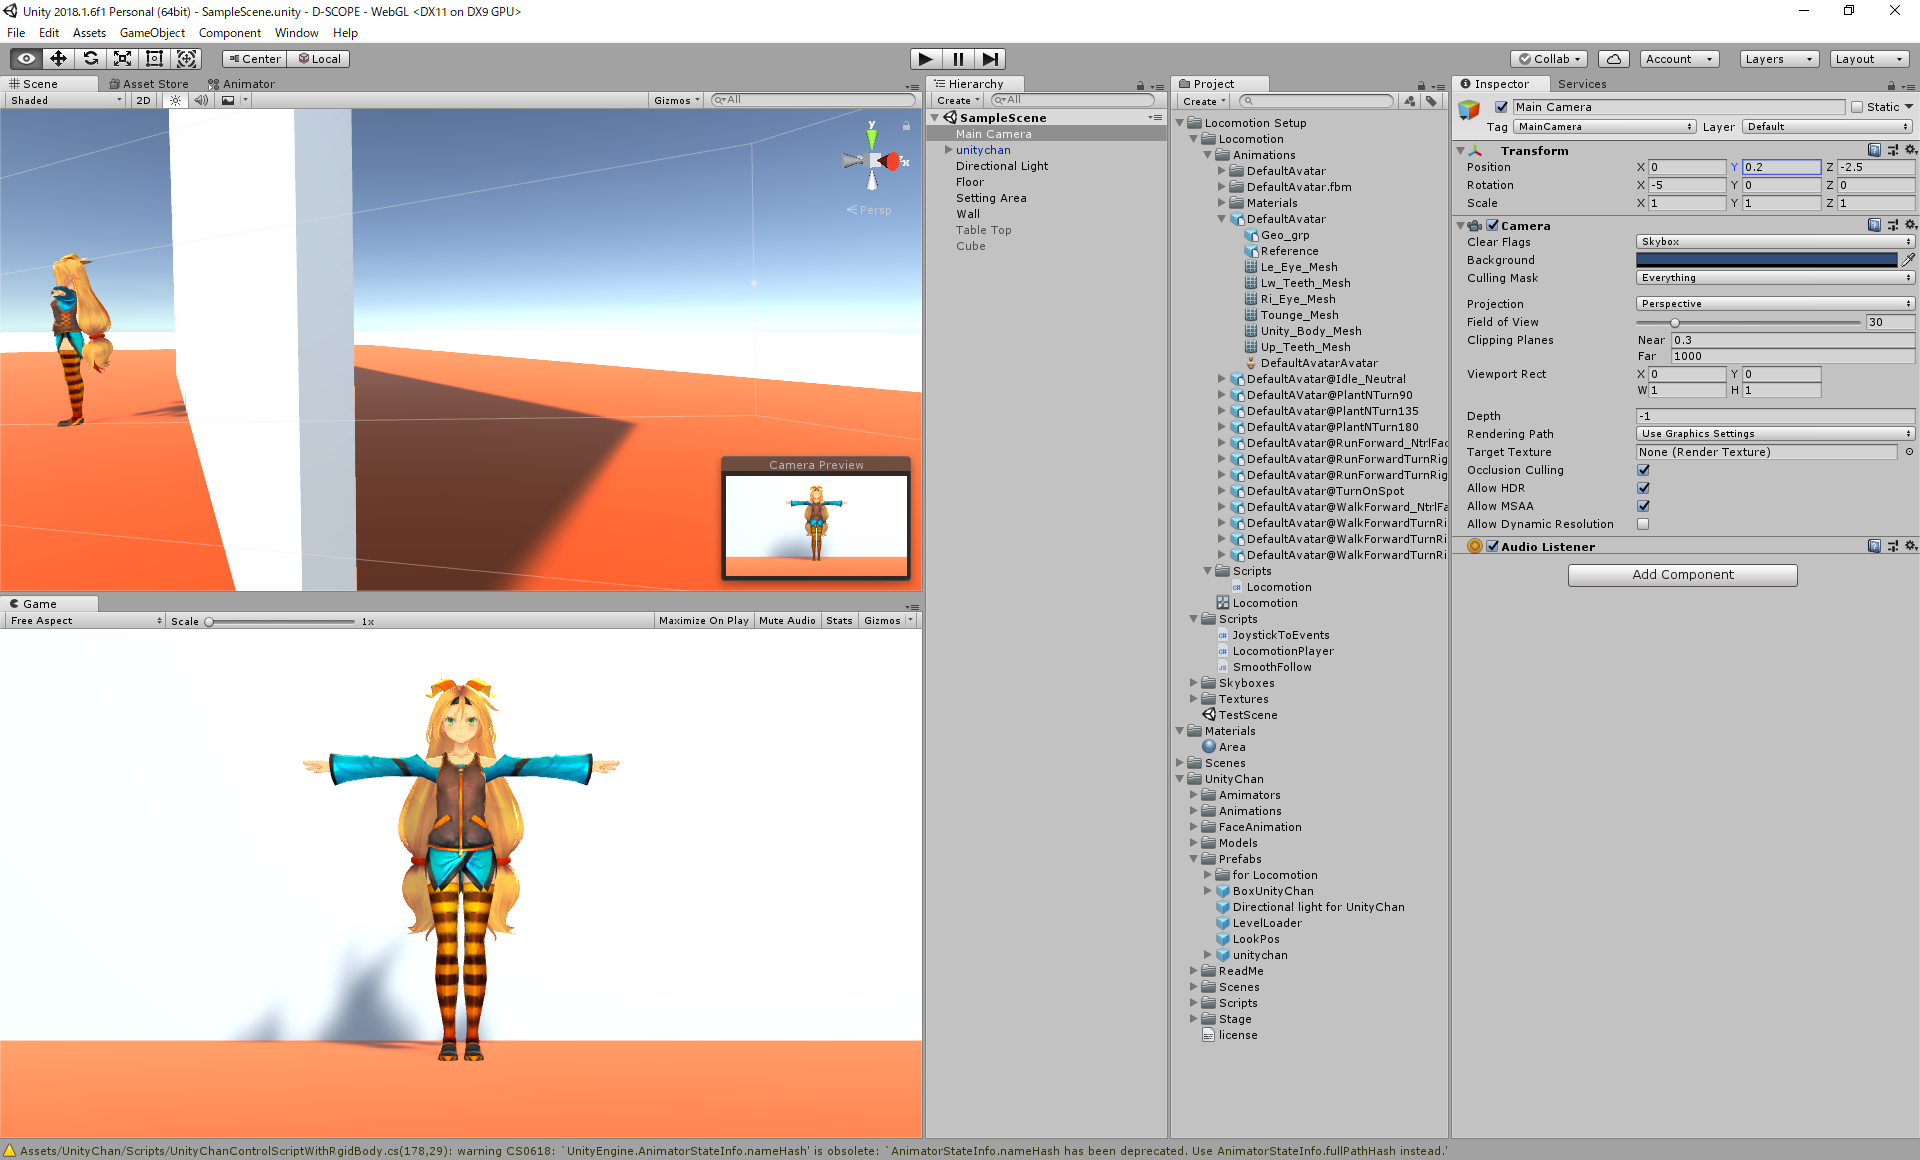 Unity 2018.1.6f1 Personal (64bit) - SampleScene.unity - D-SCOPE - WebGL <DX11 on DX9 GPU>
File Edit Assets GameObject Component Window Help
Center Local
Collab Account Layers Layout
Scene Asset Store Animator
Shaded 2D Gizmos All
y
x
Persp
Camera Preview
Game
Free Aspect Scale 1x Maximize On Play Mute Audio Stats Gizmos
Hierarchy
Create All
SampleScene
Main Camera
unitychan
Directional Light
Floor
Setting Area
Wall
Table Top
Cube
Project
Create
Locomotion Setup
Locomotion
Animations
DefaultAvatar
DefaultAvatar.fbm
Materials
DefaultAvatar
Geo_grp
Reference
Le_Eye_Mesh
Lw_Teeth_Mesh
Ri_Eye_Mesh
Tounge_Mesh
Unity_Body_Mesh
Up_Teeth_Mesh
DefaultAvatarAvatar
DefaultAvatar@Idle_Neutral
DefaultAVatar@PlantNTurn90
DefaultAvatar@PlantNTurn135
DefaultAvatar@PlantNTurn180
DefaultAvatar@RunForward_NtrlFac
DefaultAvatar@RunForwardTurnRig
DefaultAvatar@RunForwardTurnRig
DefaultAvatar@TurnOnSpot
DefaultAvatar@WalkForward_NtrlFa
DefaultAvatar@WalkForwardTurnRi
DefaultAvatar@WalkForwardTurnRi
DefaultAvatar@WalkForwardTurnRi
Scripts
Locomotion
Locomotion
Scripts
JoystickToEvents
LocomotionPlayer
SmoothFollow
Skyboxes
Textures
TestScene
Materials
Area
Scenes
UnityChan
Amimators
Animations
FaceAnimation
Models
Prefabs
for Locomotion
BoxUnityChan
Directional light for UnityChan
LevelLoader
LookPos
unitychan
ReadMe
Scenes
Scripts
Stage
license
Inspector Services
Main Camera Static
Tag MainCamera Layer Default
Transform
Position X 0 Y 0.2 Z -2.5
Rotation X -5 Y 0 Z 0
Scale X 1 Y 1 Z 1
Camera
Clear Flags Skybox
Background
Culling Mask Everything
Projection Perspective
Field of View 30
Clipping Planes Near 0.3
Far 1000
Viewport Rect X 0 Y 0
W 1 H 1
Depth -1
Rendering Path Use Graphics Settings
Target Texture None (Render Texture)
Occlusion Culling
Allow HDR
Allow MSAA
Allow Dynamic Resolution
Audio Listener
Add Component
Assets/UnityChan/Scripts/UnityChanControlScriptWithRgidBody.cs(178,29): warning CS0618: `UnityEngine.AnimatorStateInfo.nameHash' is obsolete: `AnimatorStateInfo.nameHash has been deprecated. Use AnimatorStateInfo.fullPathHash instead.'